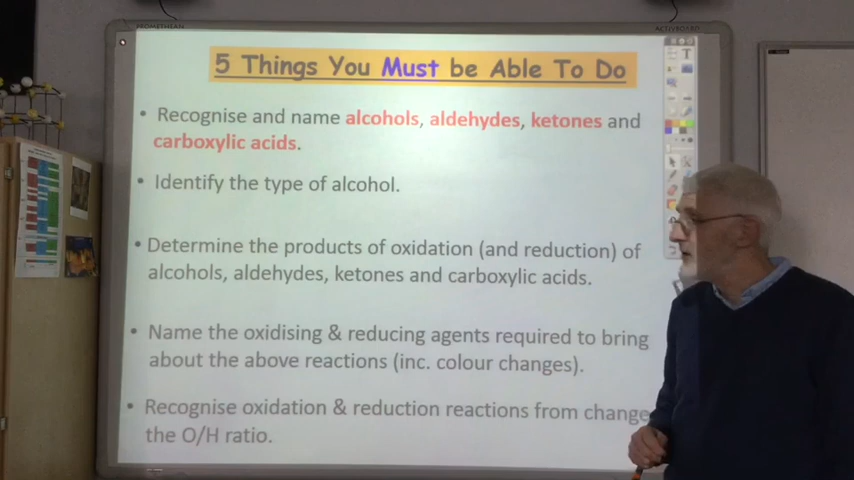 PROMETHEAN
ACTIVBOARD
5 Things You Must be Able To Do
• Recognise and name alcohols, aldehydes, ketones and
carboxylic acids.
• Identify the type of alcohol.
• Determine the products of oxidation (and reduction) of
alcohols, aldehydes, ketones and carboxylic acids.
• Name the oxidising & reducing agents required to bring
about the above reactions (inc. colour changes).
• Recognise oxidation & reduction reactions from change
the O/H ratio.